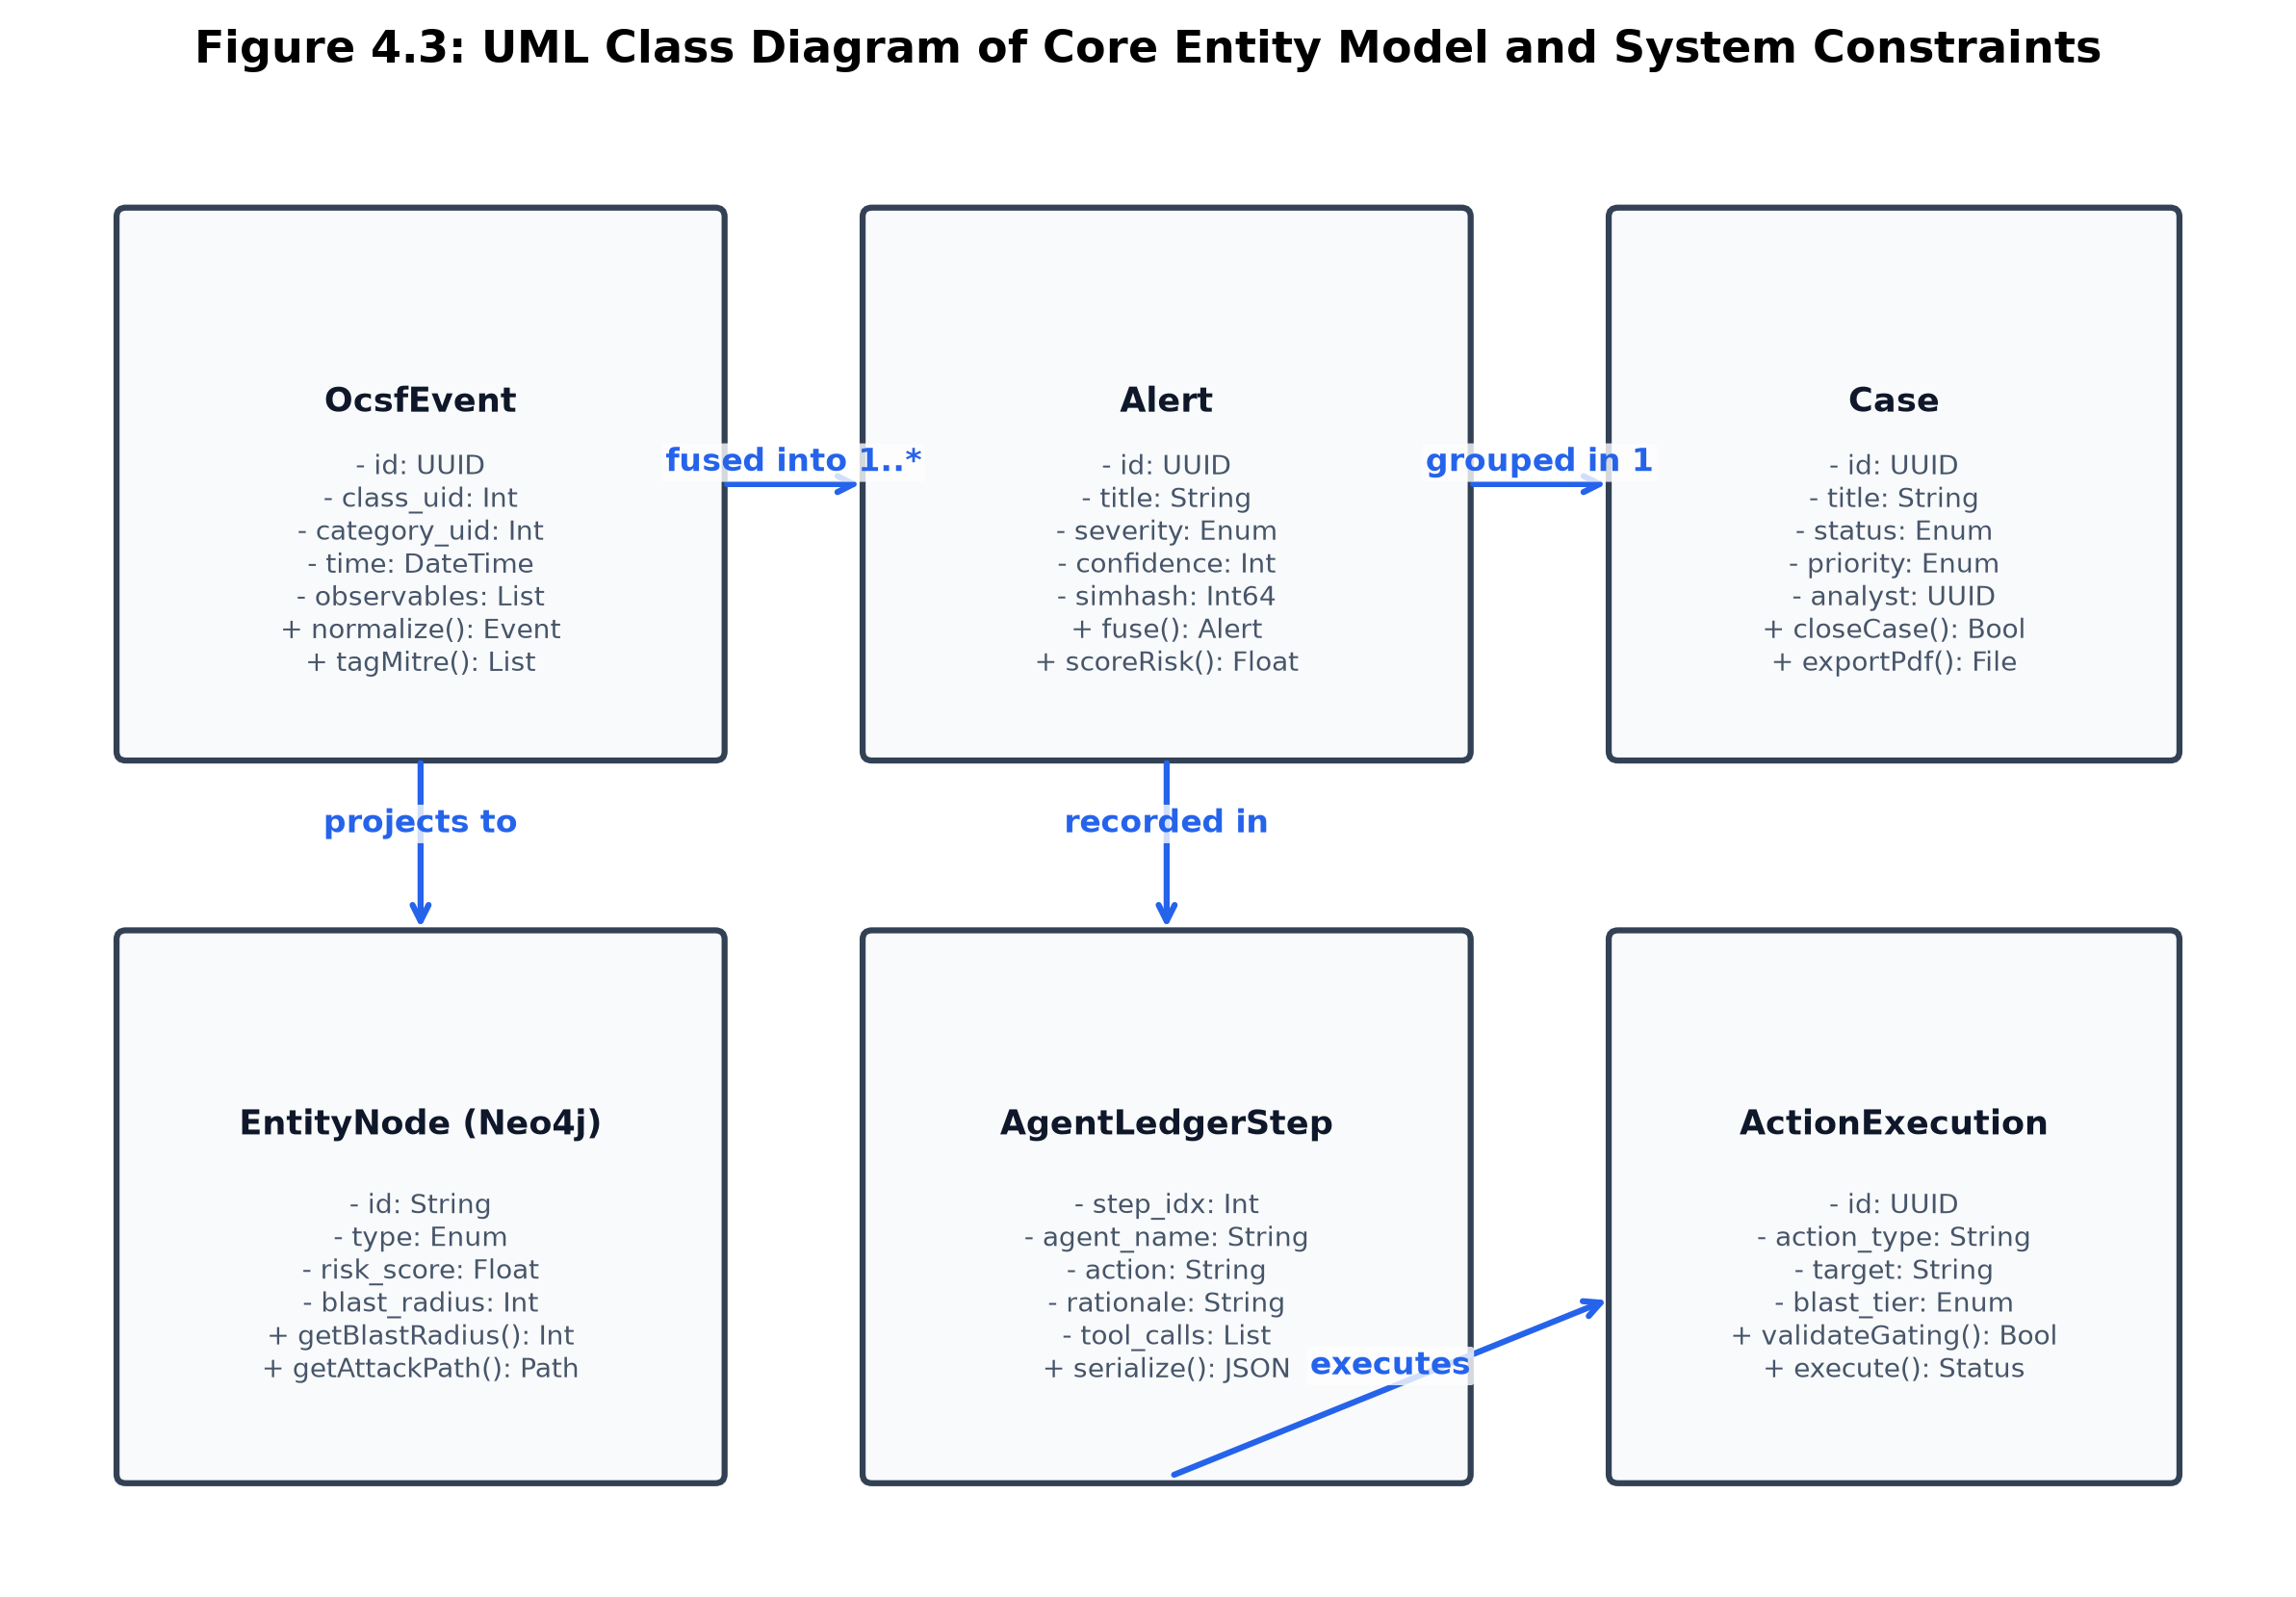 Figure 4.3: UML Class Diagram of Core Entity Model and System Constraints
OcsfEvent
- id: UUID
- class_uid: Int
- category_uid: Int
- time: DateTime
- observables: List
+ normalize(): Event
+ tagMitre(): List
fused into 1..*
Alert
- id: UUID
- title: String
- severity: Enum
- confidence: Int
- simhash: Int64
+ fuse(): Alert
+ scoreRisk(): Float
grouped in 1
Case
- id: UUID
- title: String
- status: Enum
- priority: Enum
- analyst: UUID
+ closeCase(): Bool
+ exportPdf(): File
projects to
recorded in
EntityNode (Neo4j)
- id: String
- type: Enum
- risk_score: Float
- blast_radius: Int
+ getBlastRadius(): Int
+ getAttackPath(): Path
AgentLedgerStep
- step_idx: Int
- agent_name: String
- action: String
- rationale: String
- tool_calls: List
+ serialize(): JSON
executes
ActionExecution
- id: UUID
- action_type: String
- target: String
- blast_tier: Enum
+ validateGating(): Bool
+ execute(): Status